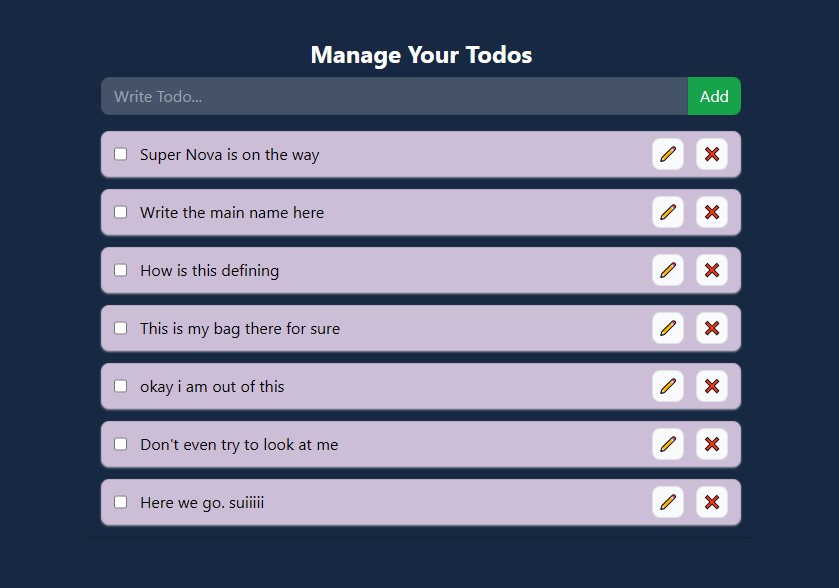 Manage Your Todos
Write Todo...
Add
Super Nova is on the way
Write the main name here
How is this defining
This is my bag there for sure
okay i am out of this
Don't even try to look at me
Here we go. suiiiii